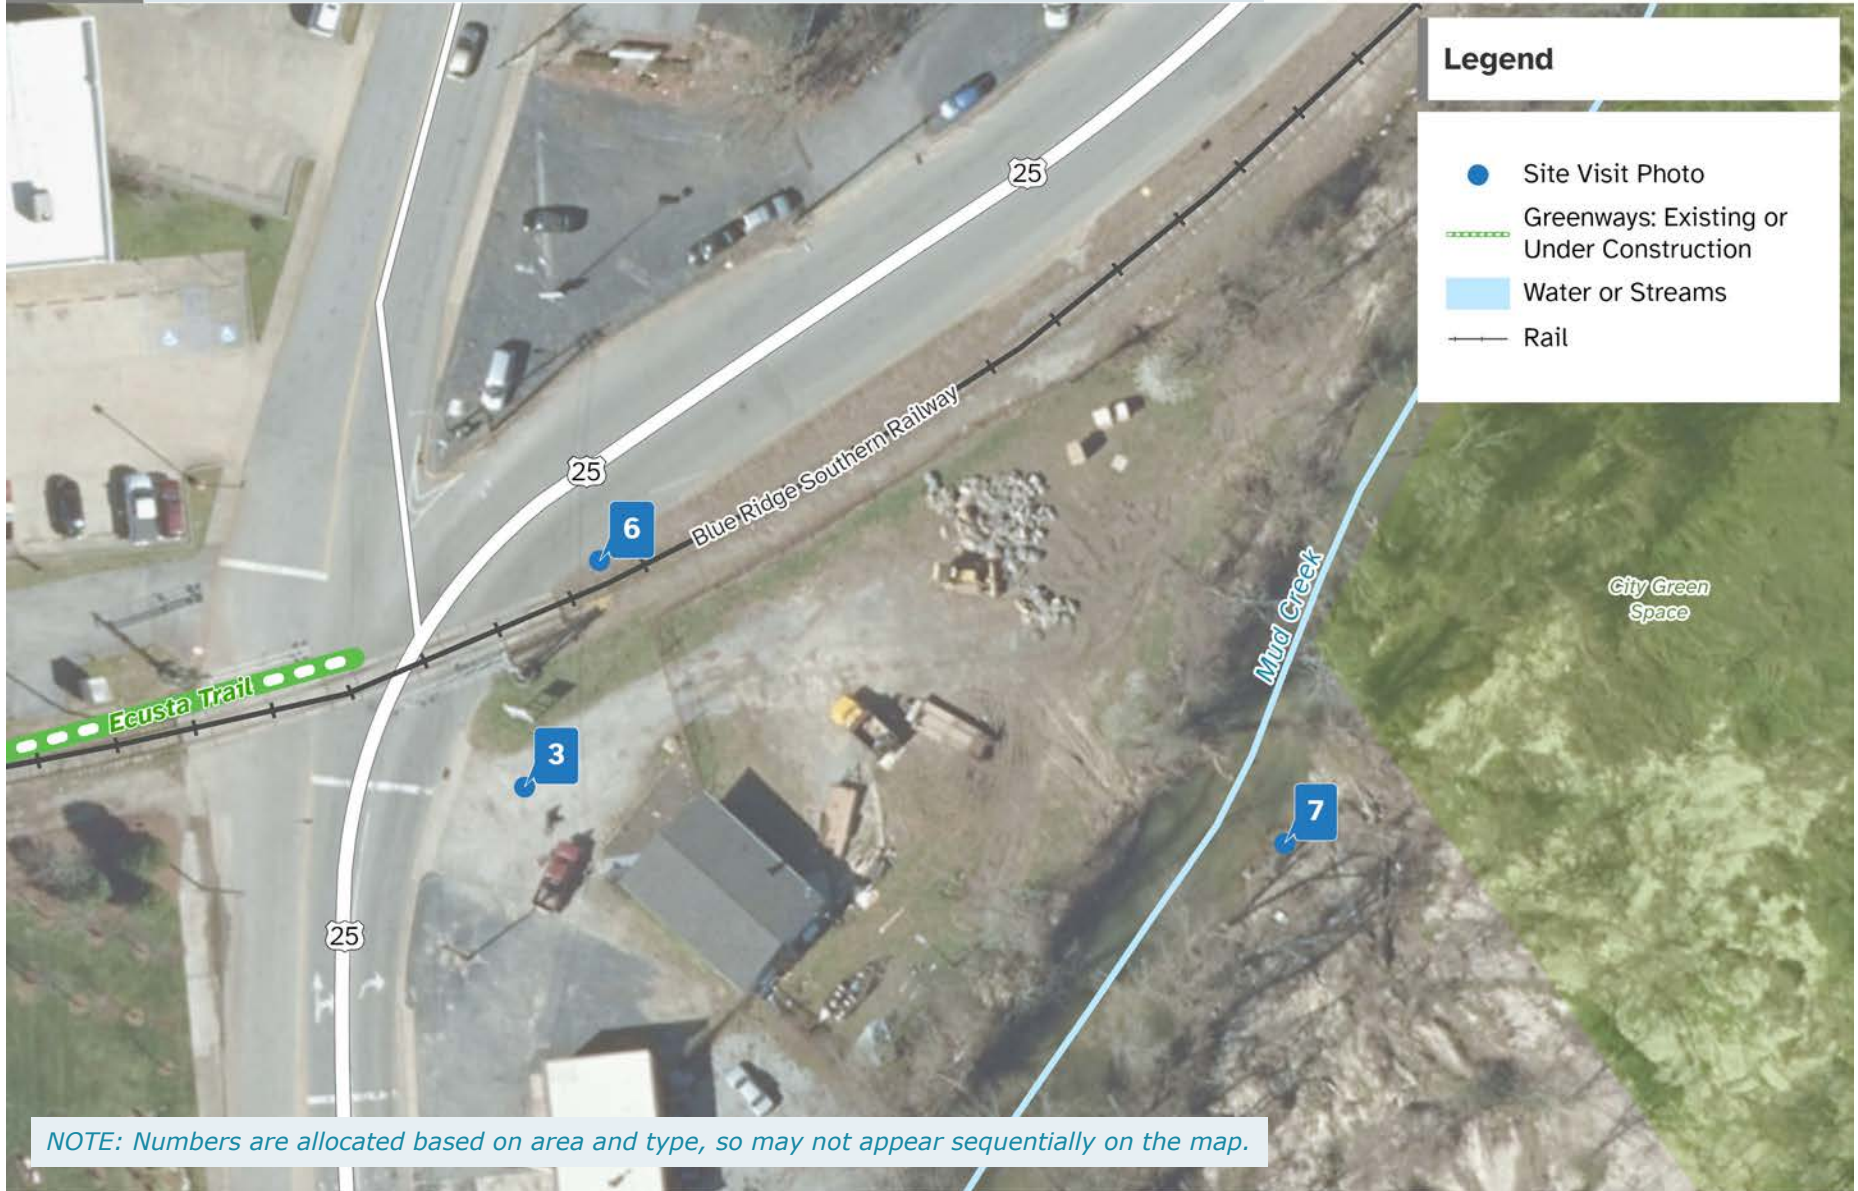 Legend
Site Visit Photo
Greenways: Existing or
Under Construction
Water or Streams
Rail
25
25
Blue Ridge Southern Railway
6
Mud Creek
City Green
Space
Ecusta Trail
3
7
25
NOTE: Numbers are allocated based on area and type, so may not appear sequentially on the map.